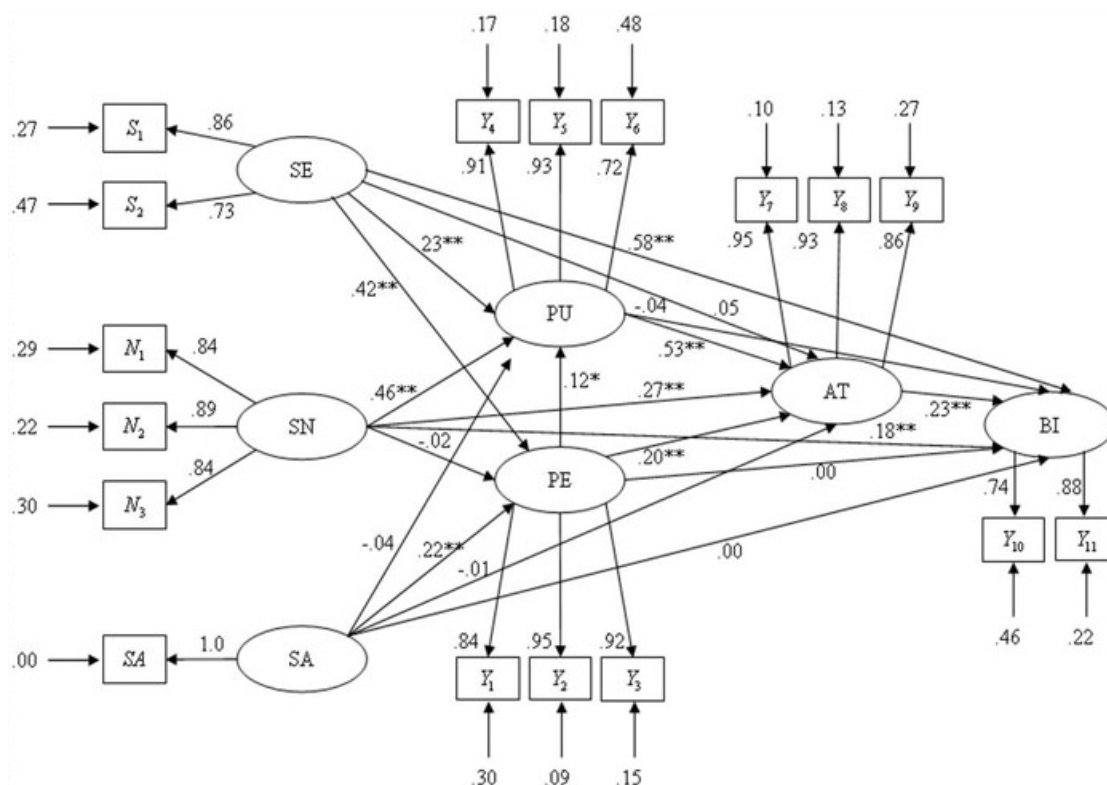 .17 .18 .48
.27 S1 .86 Y4 Y5 Y6
.10 .13 .27
SE .91 .93 .72
.47 S2 .73 Y7 Y8 Y9
.23** .58** .95 .93 .86
.42** -.04 .05
.29 N1 .84 PU
.53**
.46** .12* .27** AT .23**
.22 N2 .89 SN .18** BI
-.02
.84 PE .20** .00 .74 .88
.30 N3
-.04 .22** -.01 .00 Y10 Y11
.00 SA 1.0 SA .84 .95 .92 .46 .22
Y1 Y2 Y3
.30 .09 .15